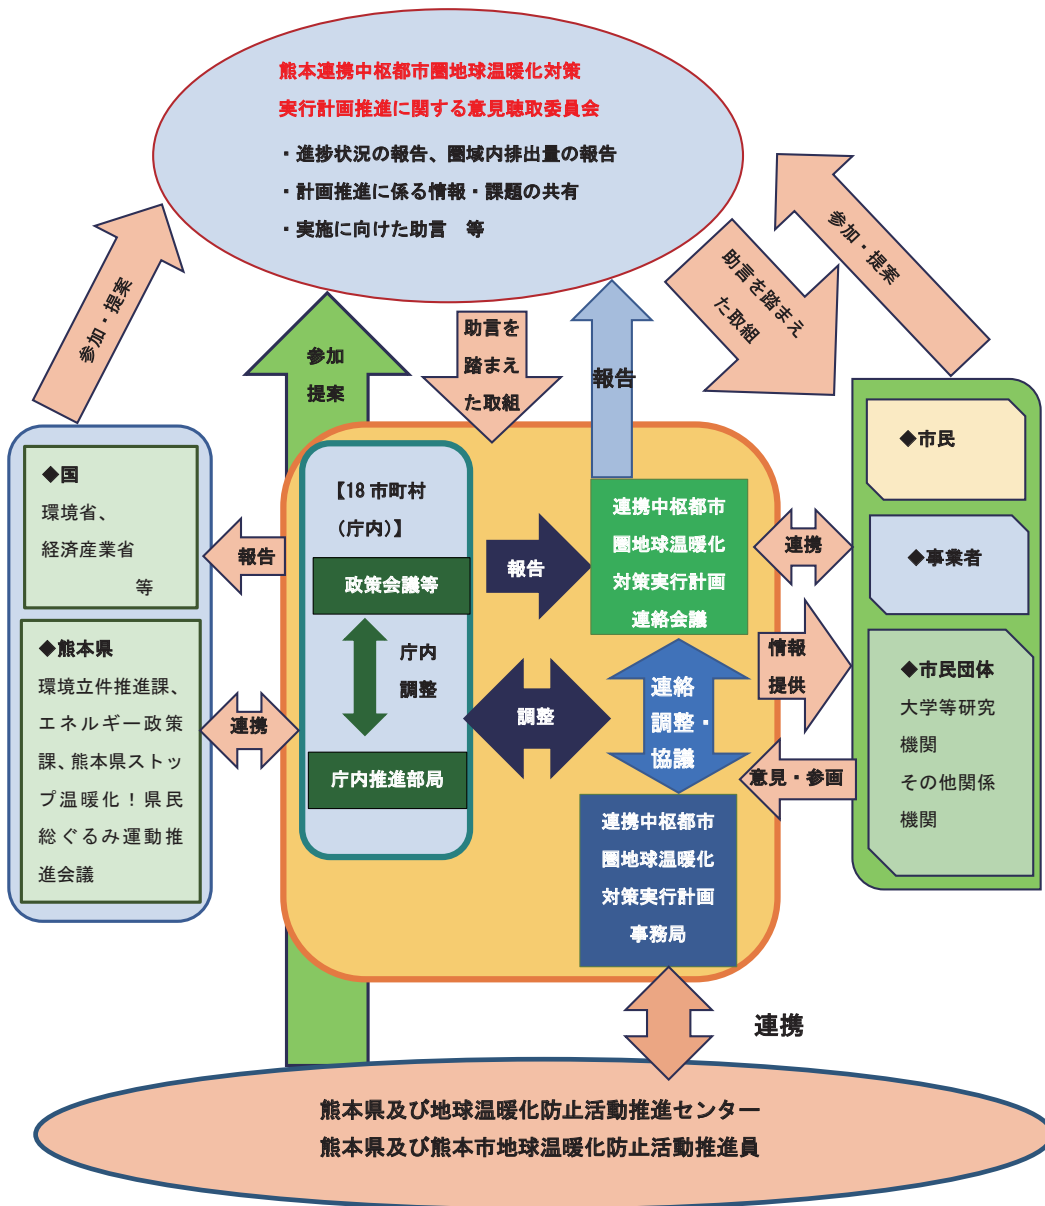 熊本連携中枢都市圏地球温暖化対策
実行計画推進に関する意見聴取委員会
・進捗状況の報告、圏域内排出量の報告
・計画推進に係る情報・課題の共有
・実施に向けた助言　等
参加・提案
参加
提案
助言を
踏まえ
た取組
報告
助言を踏まえ
た取組
参加・提案
◆国
環境省、
経済産業省
等
◆熊本県
環境立件推進課、
エネルギー政策
課、熊本県ストッ
プ温暖化！県民
総ぐるみ運動推
進会議
報告
連携
【18 市町村
（庁内）】
政策会議等
庁内
調整
庁内推進部局
報告
調整
連携中枢都市
圏地球温暖化
対策実行計画
連絡会議
連絡
調整・
協議
連携中枢都市
圏地球温暖化
対策実行計画
事務局
連携
情報
提供
意見・参画
◆市民
◆事業者
◆市民団体
大学等研究
機関
その他関係
機関
連携
熊本県及び地球温暖化防止活動推進センター
熊本県及び熊本市地球温暖化防止活動推進員